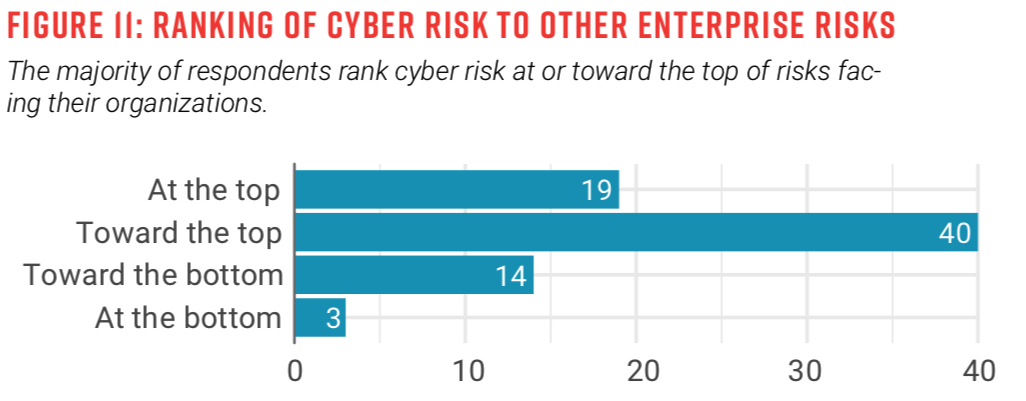 FIGURE 11: RANKING OF CYBER RISK TO OTHER ENTERPRISE RISKS
The majority of respondents rank cyber risk at or toward the top of risks fac-
ing their organizations.
At the top 19
Toward the top 40
Toward the bottom 14
At the bottom 3
0 10 20 30 40